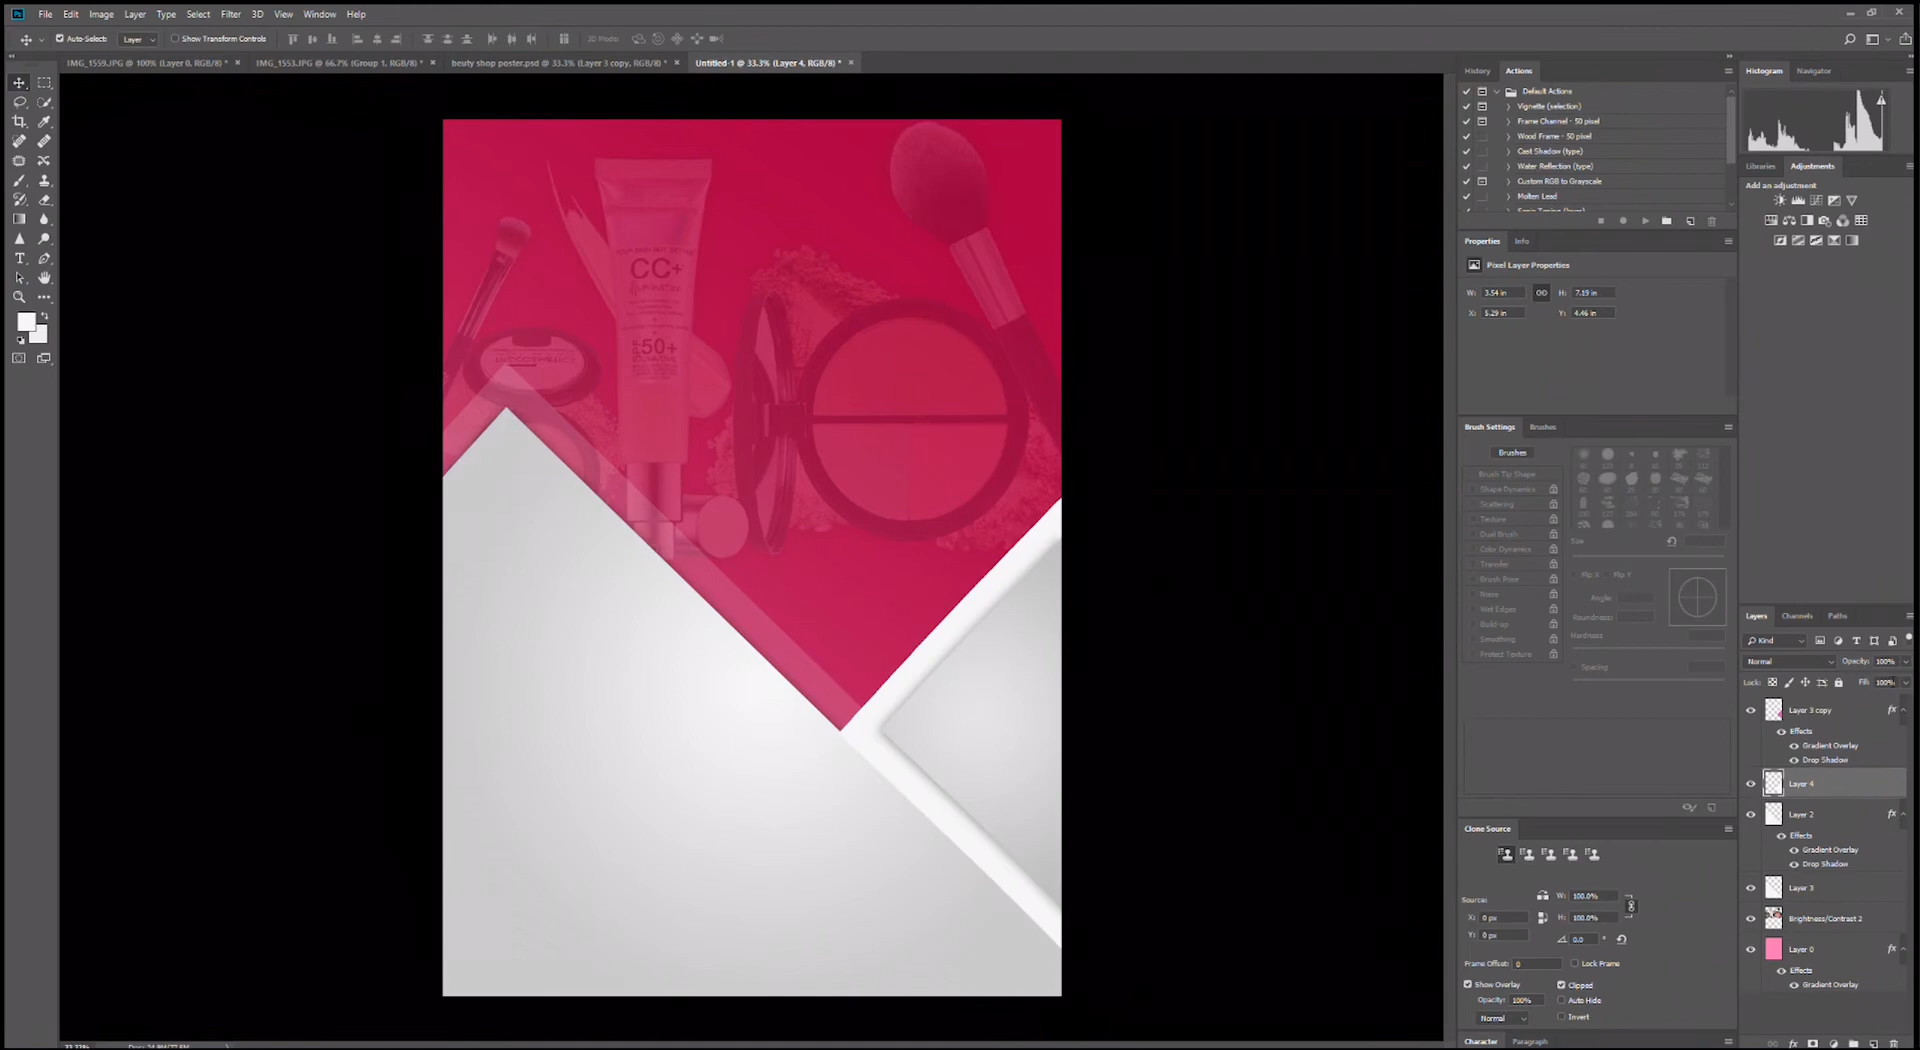 File Edit Image Layer Type Select Filter 3D View Window Help
Auto-Select: Layer Show Transform Controls 3D Mode:
IMG_1559.JPG @ 100% (Layer 0, RGB/8) * × IMG_1553.JPG @ 66.7% (Group 1, RGB/8) * × beuty shop poster.psd @ 33.3% (Layer 3 copy, RGB/8) * × Untitled-1 @ 33.3% (Layer 4, RGB/8) * ×
CC+
50+
History Actions
Default Actions
Vignette (selection)
Frame Channel - 50 pixel
Wood Frame - 50 pixel
Cast Shadow (type)
Water Reflection (type)
Custom RGB to Grayscale
Molten Lead
Properties Info
Pixel Layer Properties
W: 3.54 in H: 7.19 in
X: 5.29 in Y: 4.46 in
Brush Settings Brushes
Brushes
Brush Tip Shape
Shape Dynamics
Scattering
Texture
Dual Brush
Color Dynamics
Transfer
Brush Pose
Noise
Wet Edges
Build-up
Smoothing
Protect Texture
Size
Flip X Flip Y
Angle:
Roundness:
Hardness
Spacing
Clone Source
Source: W: 100.0%
X: 0 px H: 100.0%
Y: 0 px 0.0 °
Frame Offset: 0 Lock Frame
Show Overlay Clipped
Opacity: 100% Auto Hide
Normal Invert
Character Paragraph
Histogram Navigator
Libraries Adjustments
Add an adjustment
Layers Channels Paths
Kind
Normal Opacity: 100%
Lock: Fill: 100%
Layer 3 copy fx
Effects
Gradient Overlay
Drop Shadow
Layer 4
Layer 2 fx
Effects
Gradient Overlay
Drop Shadow
Layer 3
Brightness/Contrast 2
Layer 0 fx
Effects
Gradient Overlay